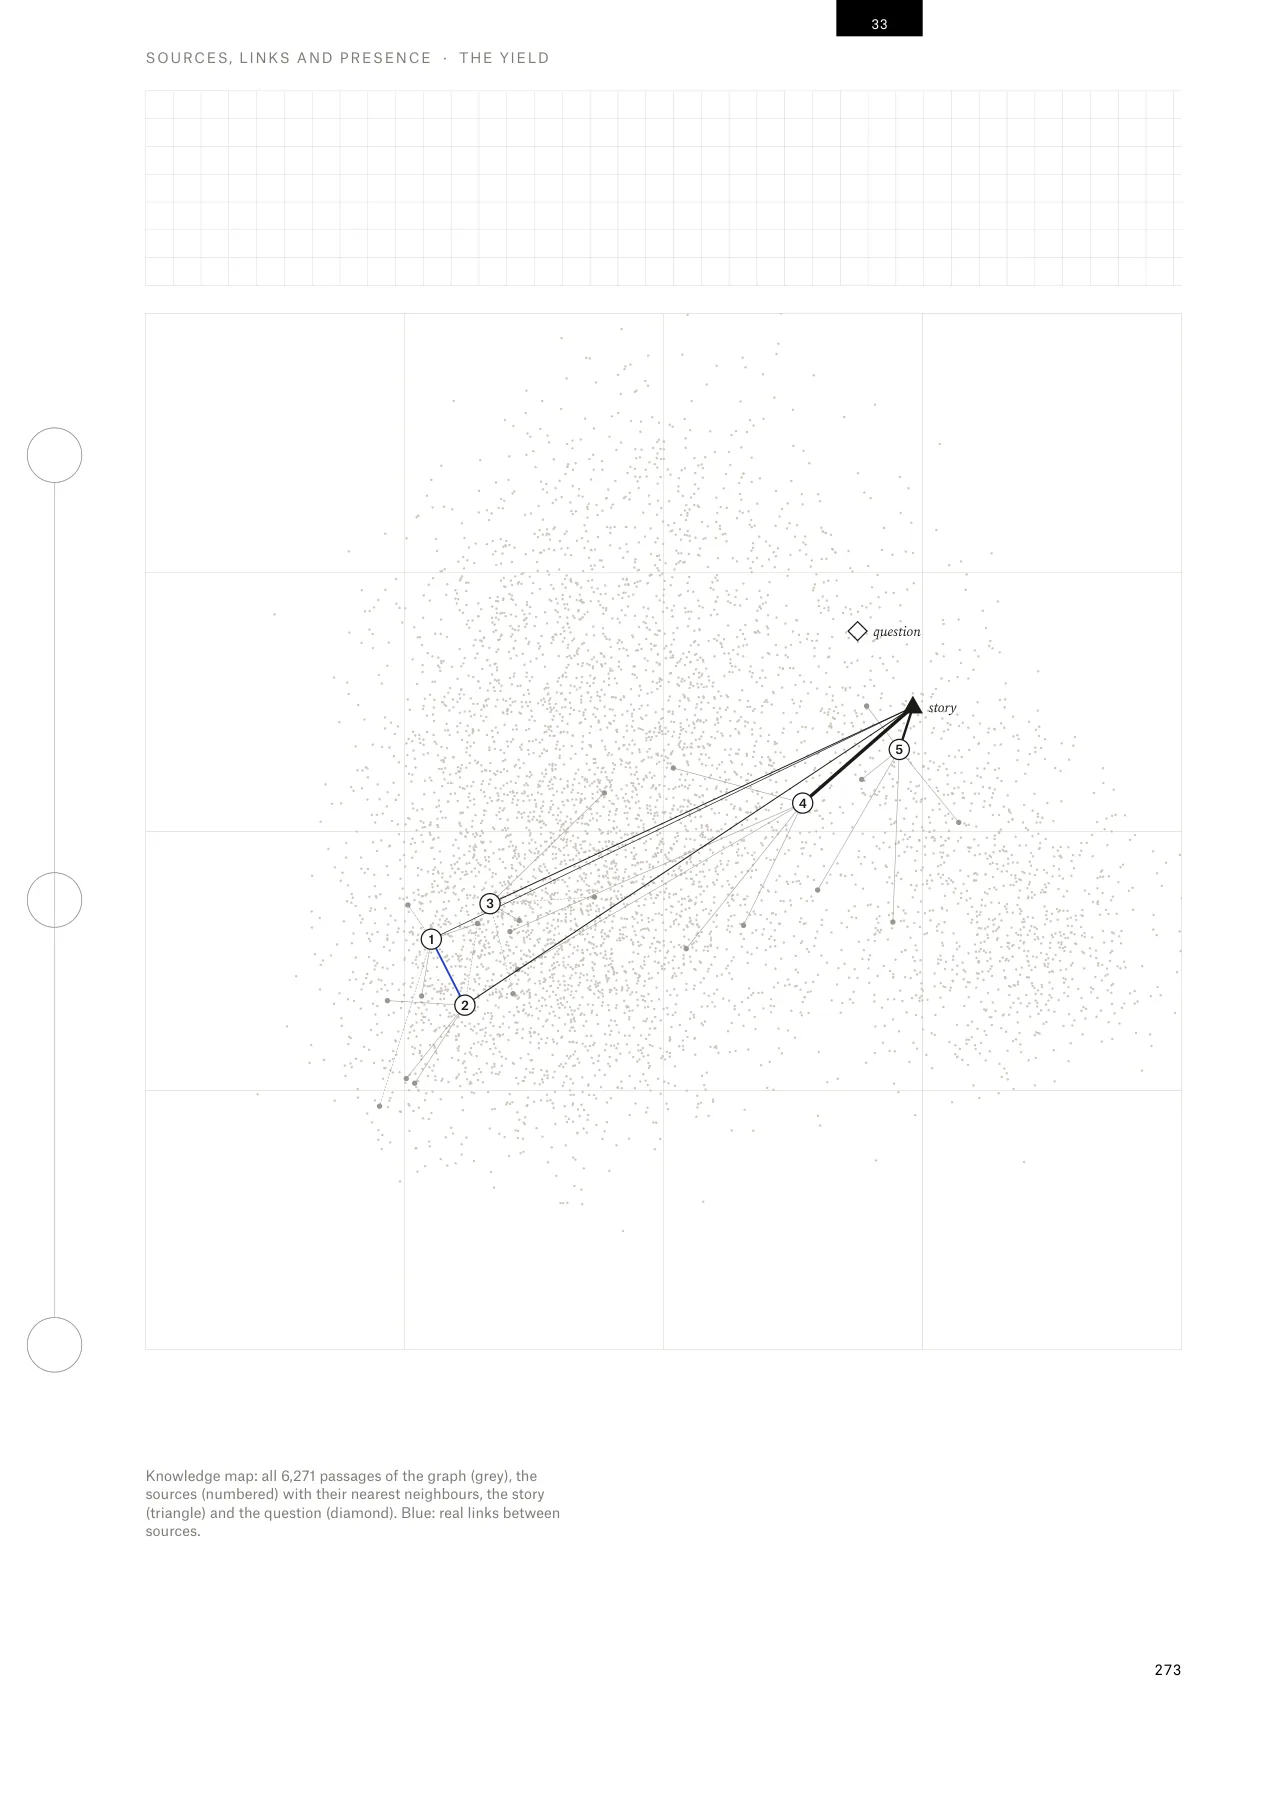 33
SOURCES, LINKS AND PRESENCE · THE YIELD
question
story
5
4
3
1
2
Knowledge map: all 6,271 passages of the graph (grey), the
sources (numbered) with their nearest neighbours, the story
(triangle) and the question (diamond). Blue: real links between
sources.
273